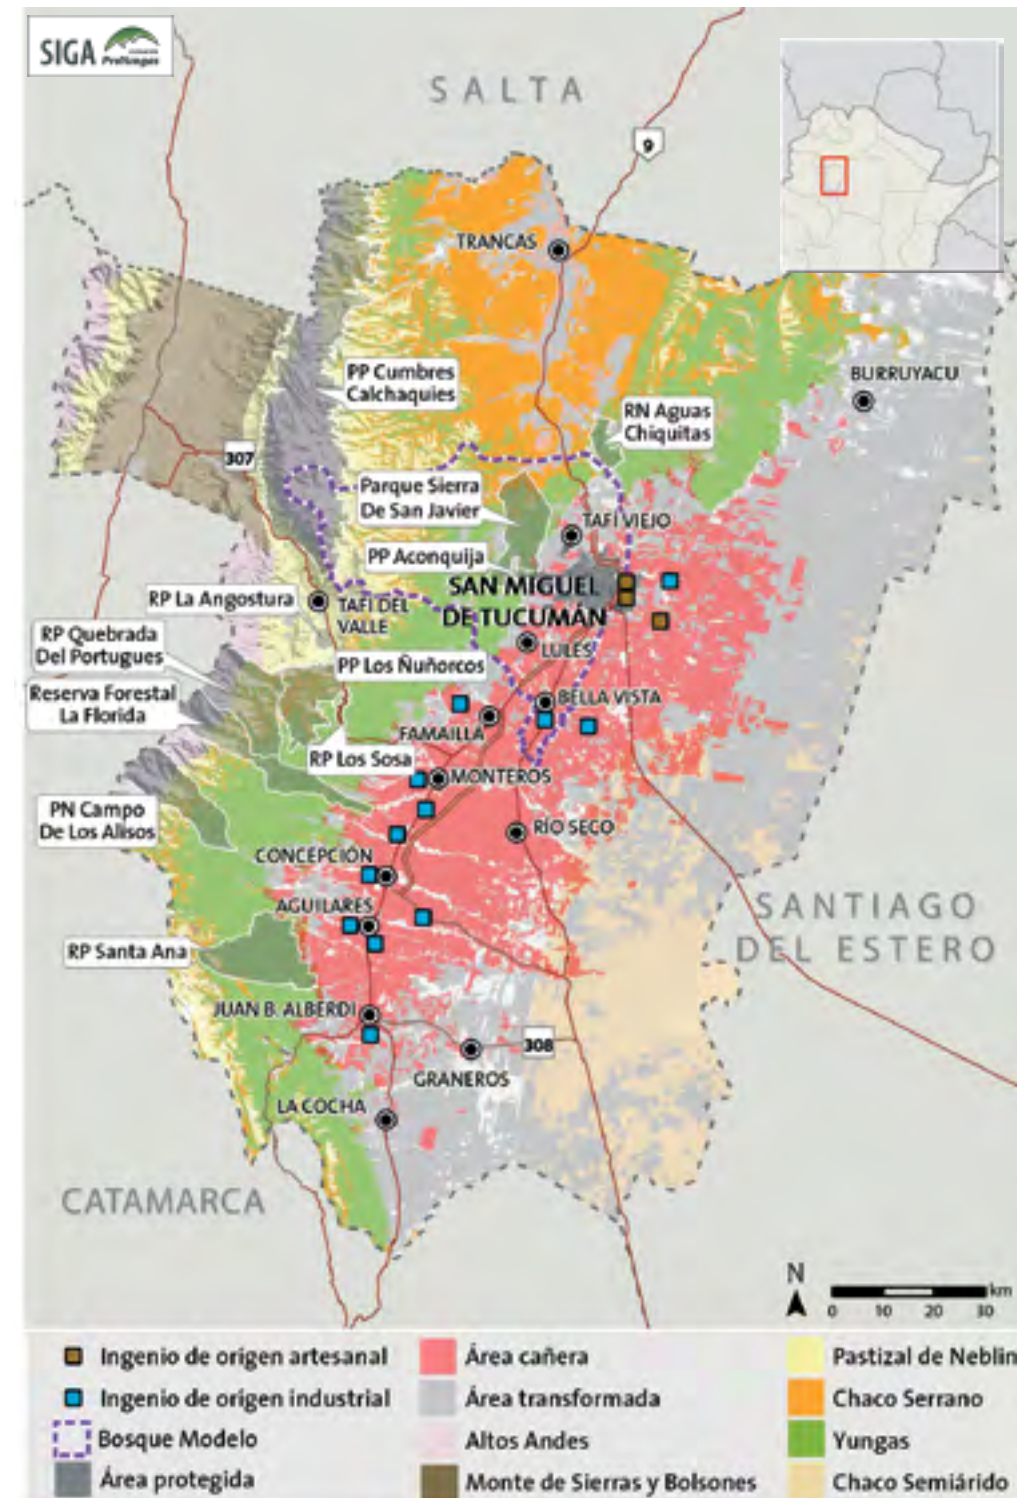 SIGA
ProYungas
SALTA
9
TRANCAS
BURRUYACU
PP Cumbres
Calchaquies
RN Aguas
Chiquitas
307
Parque Sierra
De San Javier
TAFÍ VIEJO
PP Aconquija
SAN MIGUEL
DE TUCUMÁN
RP La Angostura
TAFÍ DEL
VALLE
LULES
RP Quebrada
Del Portugues
PP Los Ñuñorcos
Reserva Forestal
La Florida
BELLA VISTA
FAMAILLA
RP Los Sosa
MONTEROS
PN Campo
De Los Alisos
RÍO SECO
CONCEPCIÓN
AGUILARES
SANTIAGO
DEL ESTERO
RP Santa Ana
JUAN B. ALBERDI
308
GRANEROS
LA COCHA
CATAMARCA
N
km
0 10 20 30
Ingenio de origen artesanal
Ingenio de origen industrial
Bosque Modelo
Área protegida
Área cañera
Área transformada
Altos Andes
Monte de Sierras y Bolsones
Pastizal de Neblin
Chaco Serrano
Yungas
Chaco Semiárido